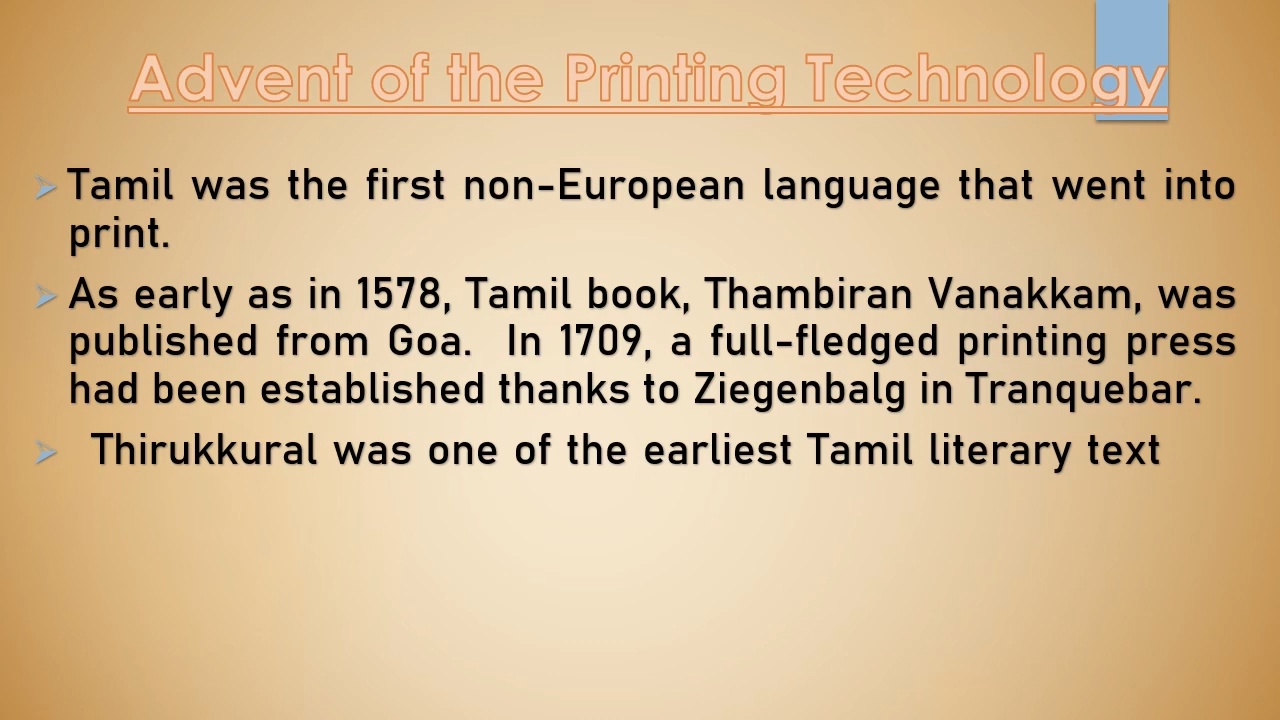 Advent of the Printing Technology
Tamil was the first non-European language that went into
print.
As early as in 1578, Tamil book, Thambiran Vanakkam, was
published from Goa. In 1709, a full-fledged printing press
had been established thanks to Ziegenbalg in Tranquebar.
Thirukkural was one of the earliest Tamil literary text